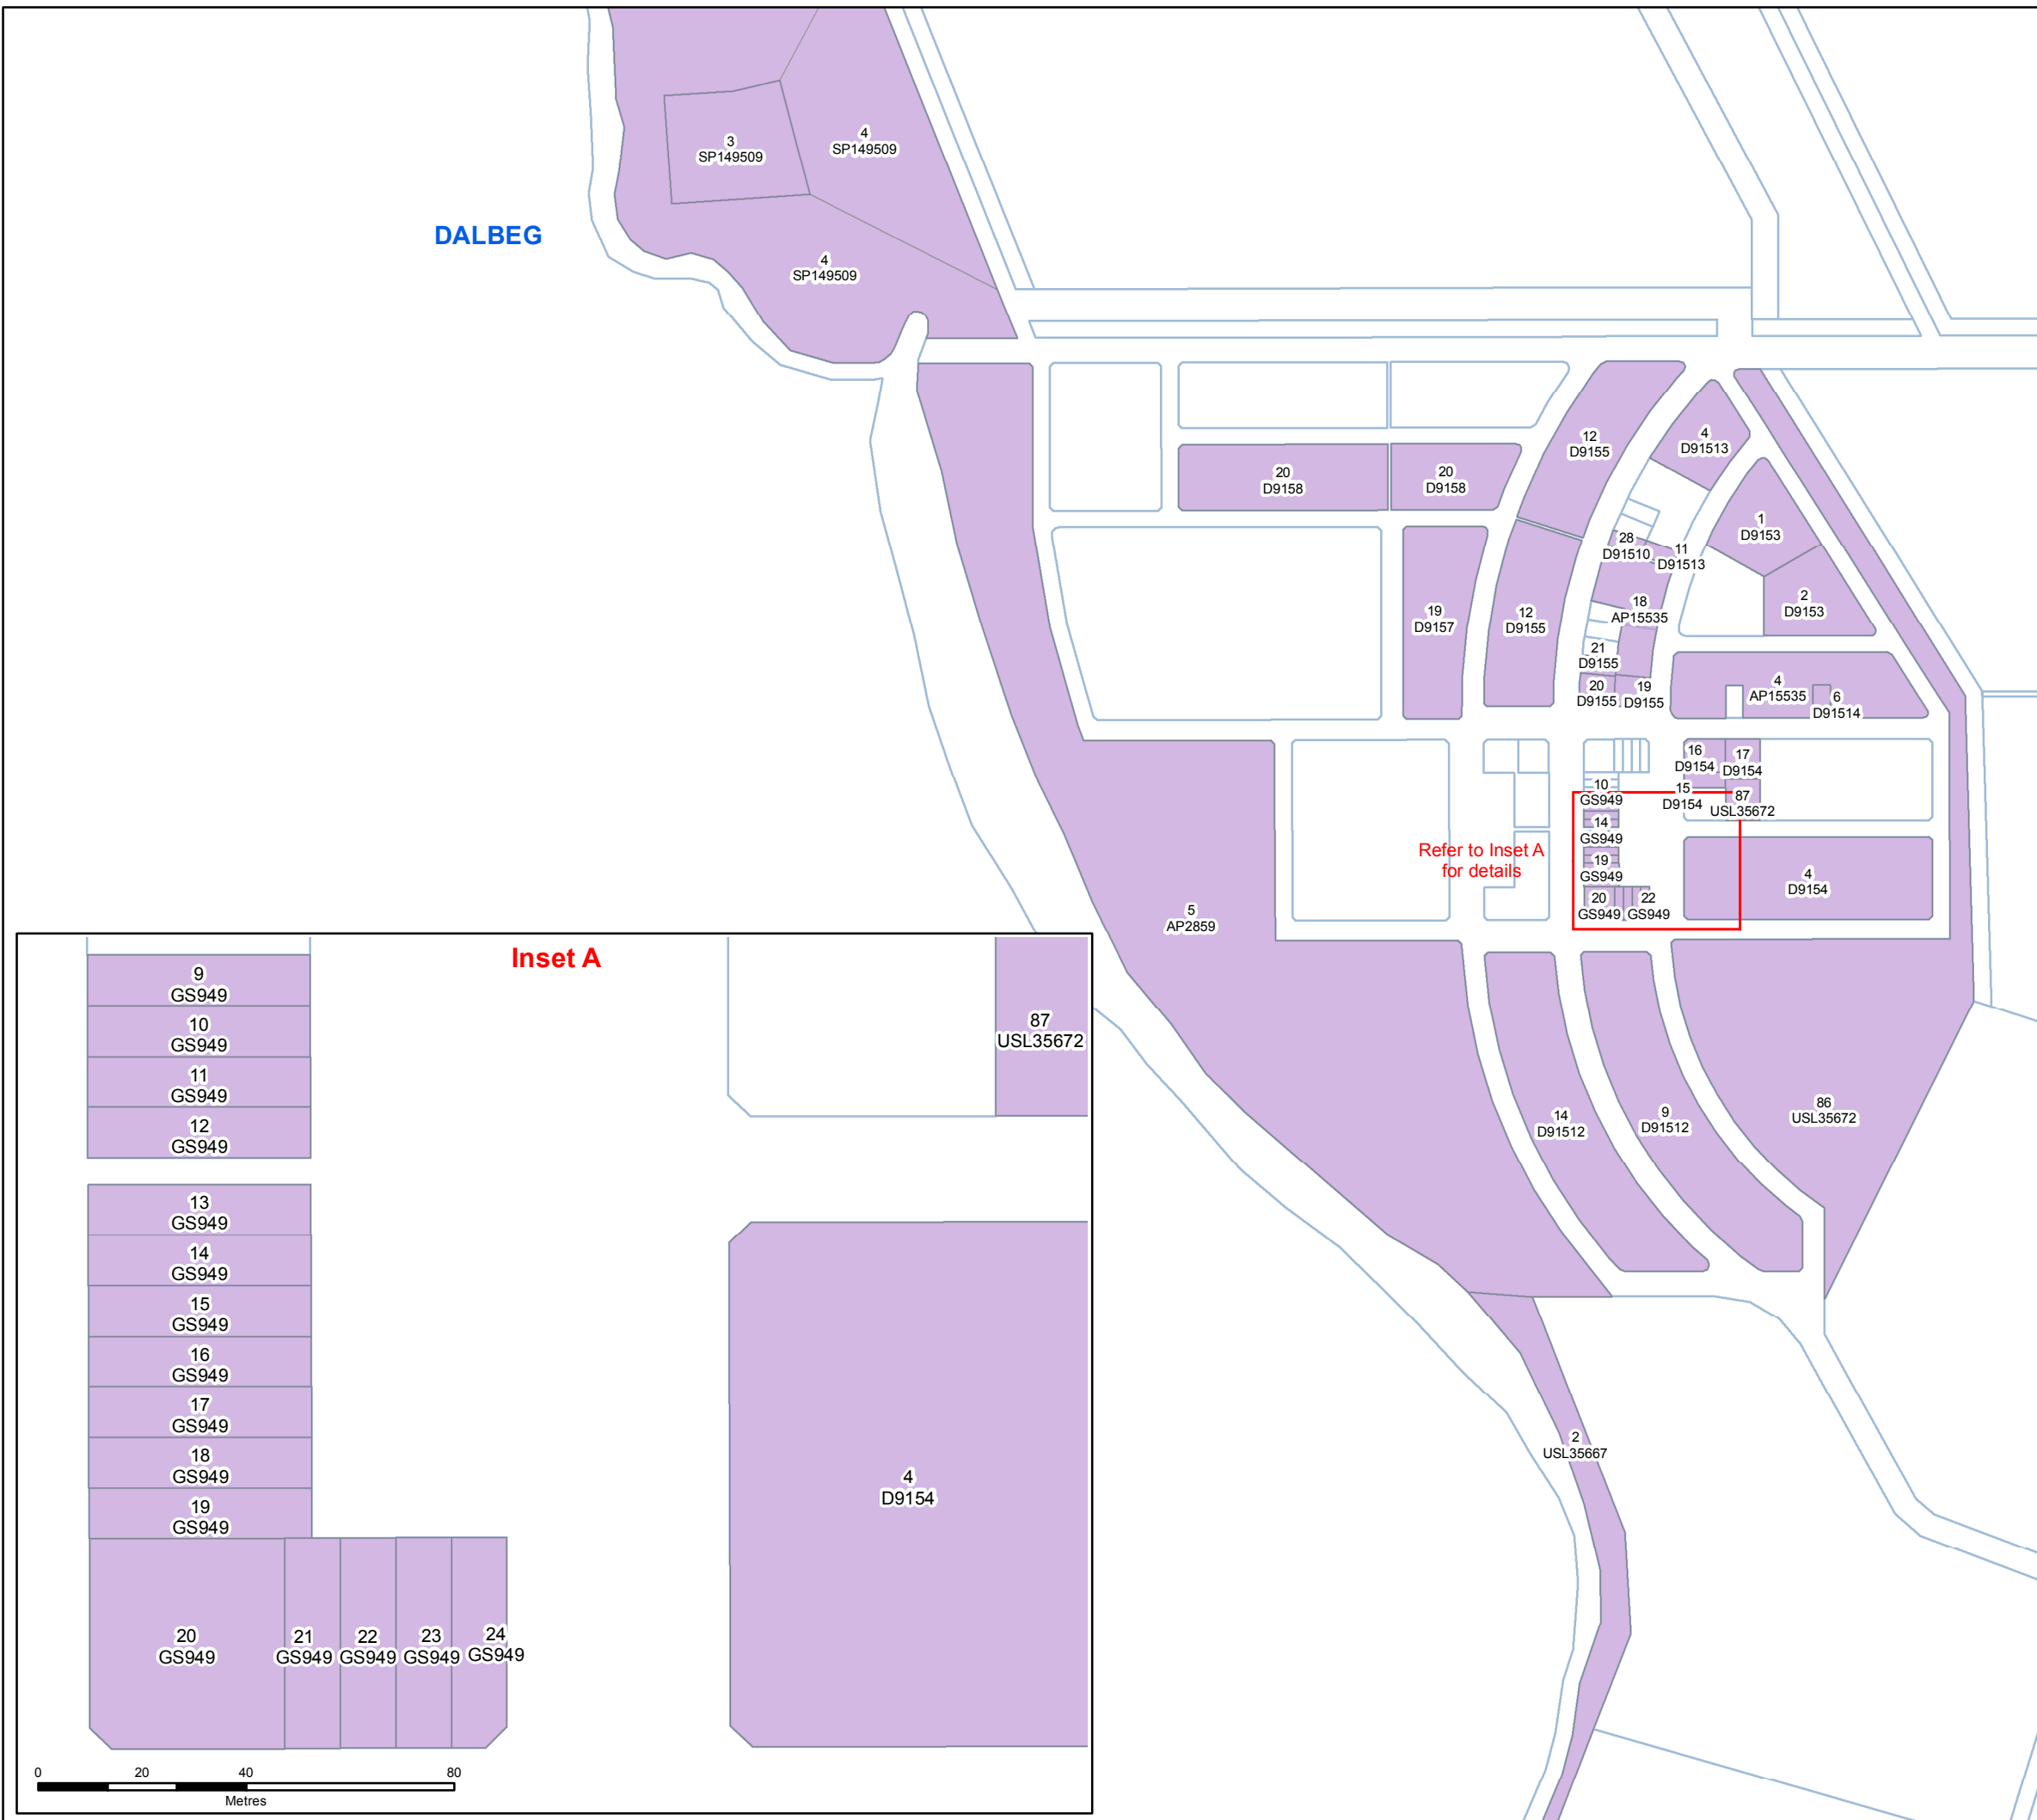 3
SP149509
4
SP149509
DALBEG
4
SP149509
12
D9155
4
D91513
20
D9158
20
D9158
1
D9153
28
D91510
11
D91513
2
D9153
19
D9157
12
D9155
18
AP15535
21
D9155
20
D9155
19
D9155
4
AP15535
6
D91514
16
D9154
17
D9154
10
GS949
15
D9154
87
USL35672
14
GS949
Refer to Inset A
for details
19
GS949
4
D9154
20
GS949
22
GS949
5
AP2859
14
D91512
9
D91512
86
USL35672
2
USL35667
Inset A
9
GS949
10
GS949
11
GS949
12
GS949
87
USL35672
13
GS949
14
GS949
15
GS949
16
GS949
17
GS949
18
GS949
19
GS949
4
D9154
20
GS949
21
GS949
22
GS949
23
GS949
24
GS949
0 20 40 80
Metres